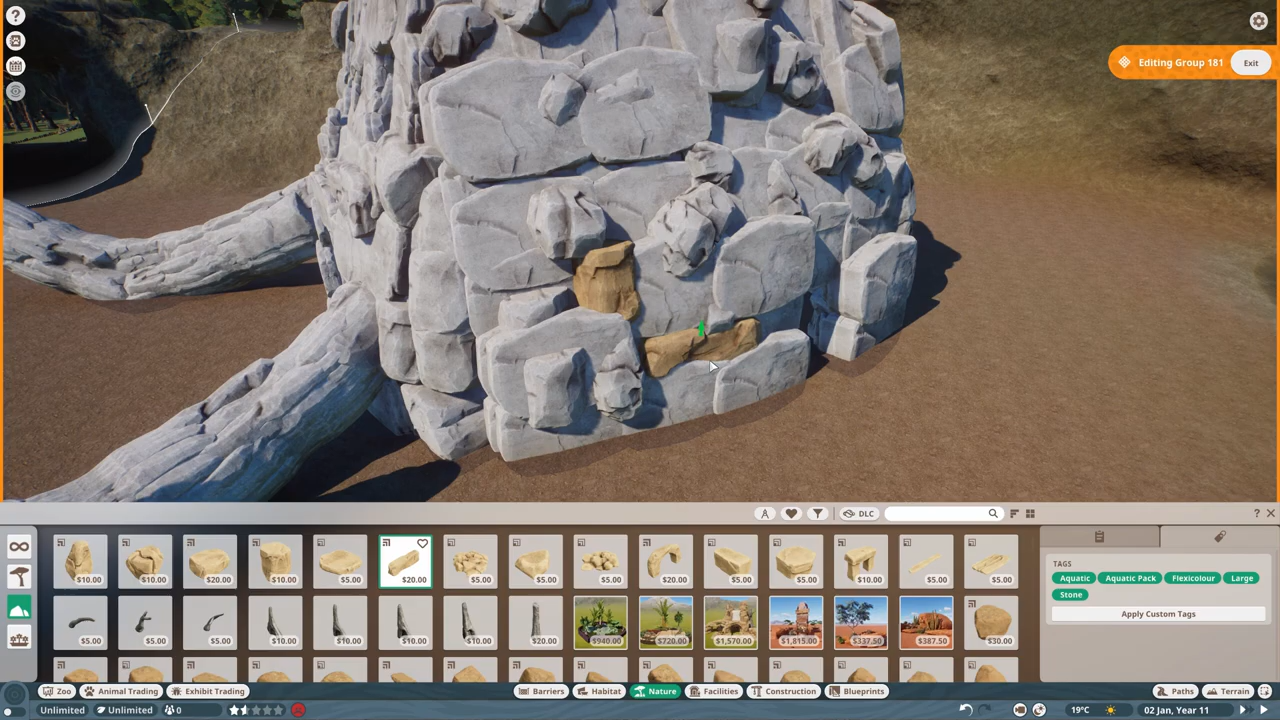 ?
Editing Group 181 Exit
DLC
? ×
$10.00 $10.00 $20.00 $10.00 $5.00 $20.00 $5.00 $5.00 $5.00 $20.00 $5.00 $5.00 $10.00 $5.00 $5.00
$5.00 $5.00 $5.00 $10.00 $10.00 $10.00 $10.00 $20.00 $940.00 $720.00 $1,570.00 $1,815.00 $337.50 $387.50 $30.00
TAGS
Aquatic Aquatic Pack Flexicolour Large
Stone
Apply Custom Tags
Zoo Animal Trading Exhibit Trading Barriers Habitat Nature Facilities Construction Blueprints Paths Terrain
Unlimited Unlimited 0 19°C 02 Jan, Year 11